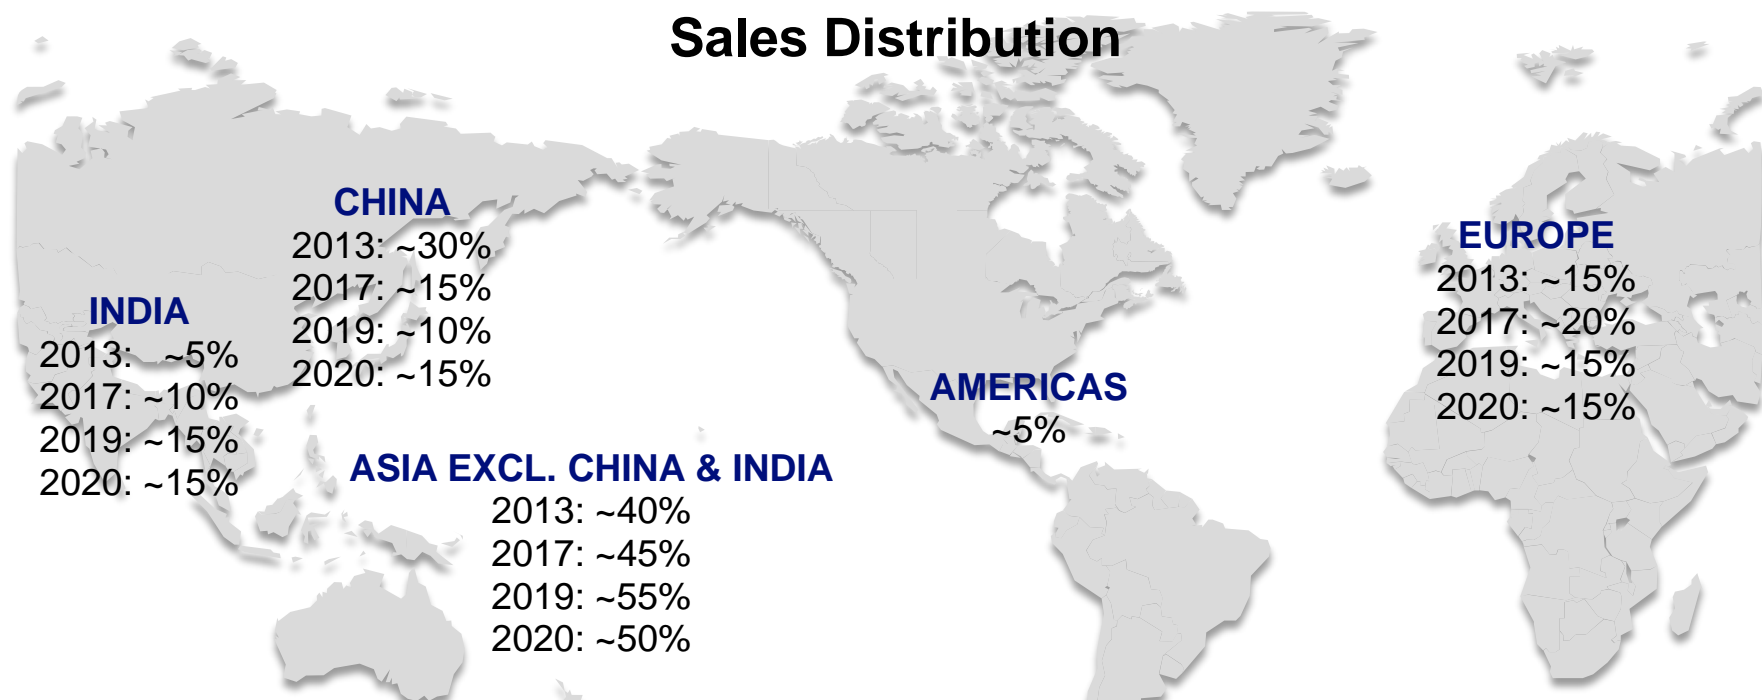 Sales Distribution
CHINA
2013: ~30%
2017: ~15%
2019: ~10%
2020: ~15%
INDIA
2013: ~5%
2017: ~10%
2019: ~15%
2020: ~15%
ASIA EXCL. CHINA & INDIA
2013: ~40%
2017: ~45%
2019: ~55%
2020: ~50%
AMERICAS
~5%
EUROPE
2013: ~15%
2017: ~20%
2019: ~15%
2020: ~15%